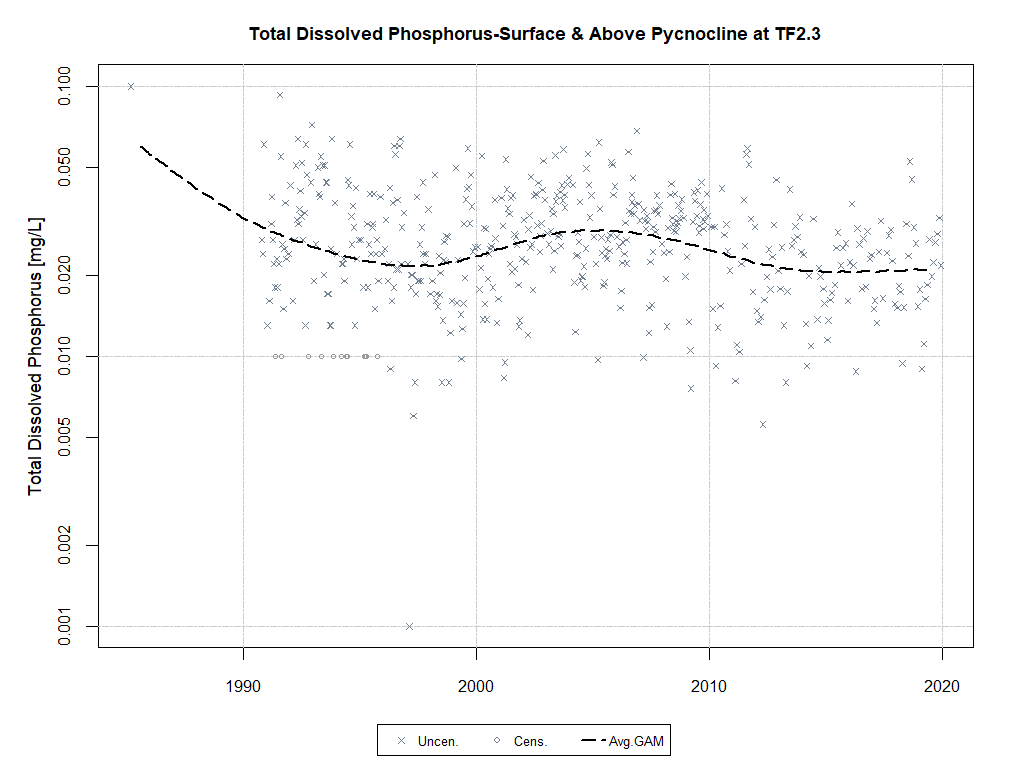 Total Dissolved Phosphorus-Surface & Above Pycnocline at TF2.3
Total Dissolved Phosphorus [mg/L]
0.100
0.050
0.020
0.010
0.005
0.002
0.001
1990 2000 2010 2020
Uncen. Cens. Avg.GAM